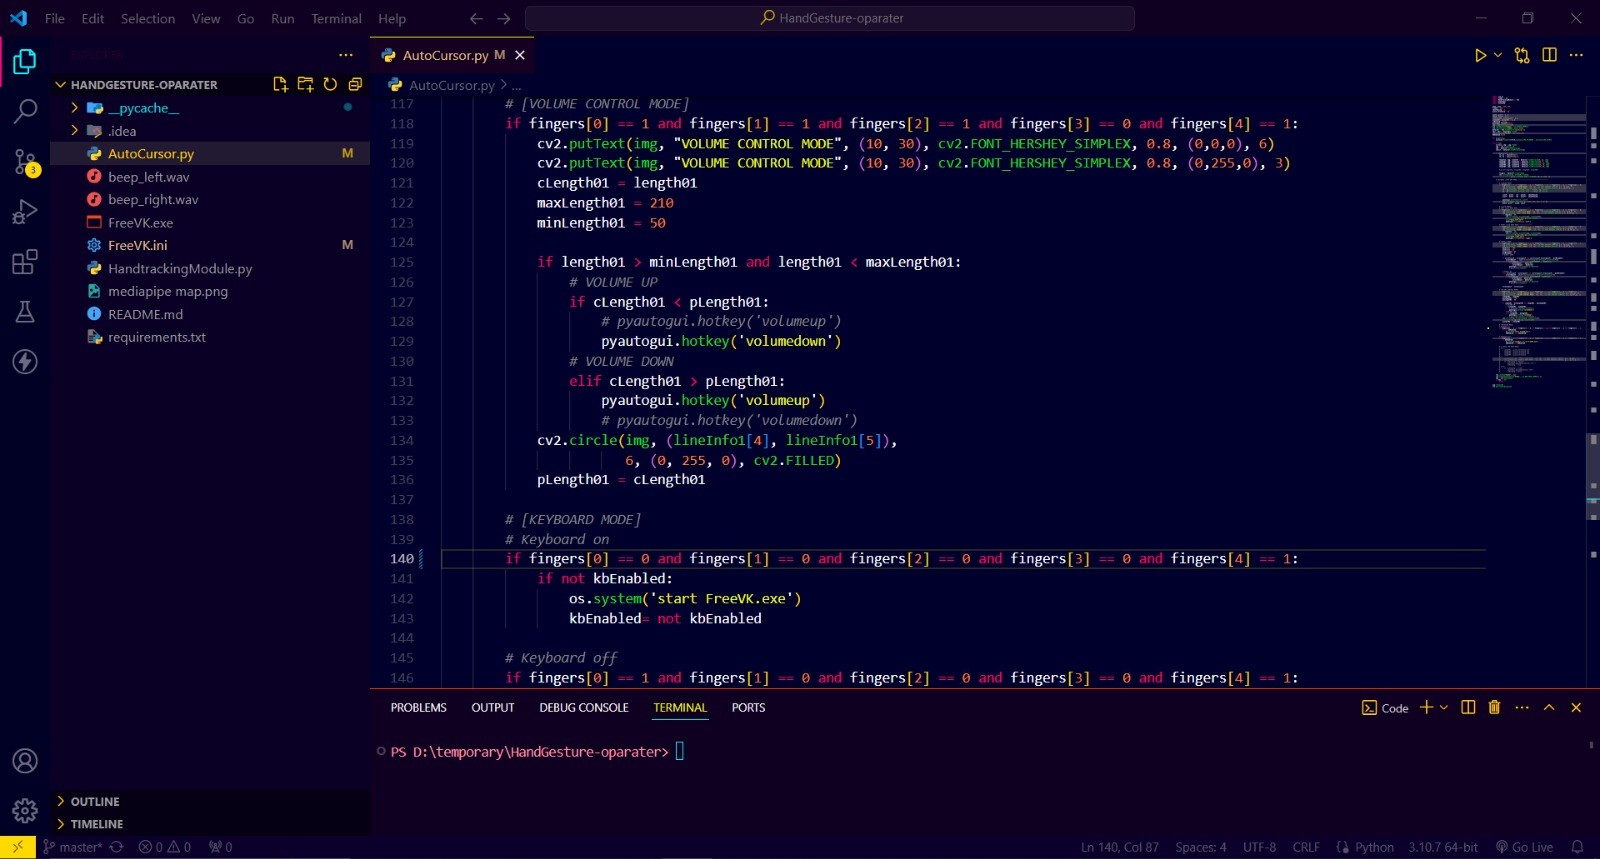 File Edit Selection View Go Run Terminal Help
HandGesture-oparater
HANDGESTURE-OPARATER
__pycache__
.idea
AutoCursor.py M
beep_left.wav
beep_right.wav
FreeVK.exe
FreeVK.ini M
HandtrackingModule.py
mediapipe map.png
README.md
requirements.txt
OUTLINE
TIMELINE
AutoCursor.py M
AutoCursor.py > ...
117 # [VOLUME CONTROL MODE]
118 if fingers[0] == 1 and fingers[1] == 1 and fingers[2] == 1 and fingers[3] == 0 and fingers[4] == 1:
119 cv2.putText(img, "VOLUME CONTROL MODE", (10, 30), cv2.FONT_HERSHEY_SIMPLEX, 0.8, (0,0,0), 6)
120 cv2.putText(img, "VOLUME CONTROL MODE", (10, 30), cv2.FONT_HERSHEY_SIMPLEX, 0.8, (0,255,0), 3)
121 cLength01 = length01
122 maxLength01 = 210
123 minLength01 = 50
124
125 if length01 > minLength01 and length01 < maxLength01:
126 # VOLUME UP
127 if cLength01 < pLength01:
128 # pyautogui.hotkey('volumeup')
129 pyautogui.hotkey('volumedown')
130 # VOLUME DOWN
131 elif cLength01 > pLength01:
132 pyautogui.hotkey('volumeup')
133 # pyautogui.hotkey('volumedown')
134 cv2.circle(img, (lineInfo1[4], lineInfo1[5]),
135 6, (0, 255, 0), cv2.FILLED)
136 pLength01 = cLength01
137
138 # [KEYBOARD MODE]
139 # Keyboard on
140 if fingers[0] == 0 and fingers[1] == 0 and fingers[2] == 0 and fingers[3] == 0 and fingers[4] == 1:
141 if not kbEnabled:
142 os.system('start FreeVK.exe')
143 kbEnabled= not kbEnabled
144
145 # Keyboard off
146 if fingers[0] == 1 and fingers[1] == 0 and fingers[2] == 0 and fingers[3] == 0 and fingers[4] == 1:
PROBLEMS OUTPUT DEBUG CONSOLE TERMINAL PORTS
Code
PS D:\temporary\HandGesture-oparater>
3
master* 0 0 0
Ln 140, Col 87 Spaces: 4 UTF-8 CRLF Python 3.10.7 64-bit Go Live